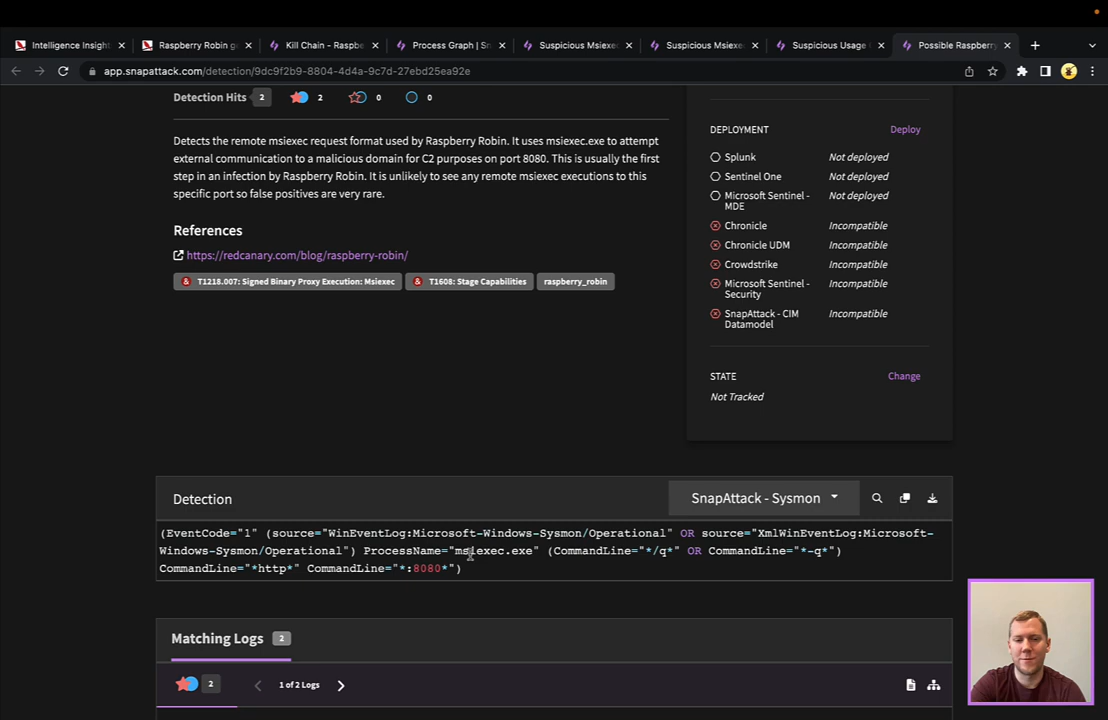 Intelligence Insight
Raspberry Robin ge
Kill Chain - Raspbe
Process Graph | Sn
Suspicious Msiexec
Suspicious Msiexec
Suspicious Usage
Possible Raspberry
app.snapattack.com/detection/9dc9f2b9-8804-4d4a-9c7d-27ebd25ea92e
Detection Hits 2 2 0 0
Detects the remote msiexec request format used by Raspberry Robin. It uses msiexec.exe to attempt
external communication to a malicious domain for C2 purposes on port 8080. This is usually the first
step in an infection by Raspberry Robin. It is unlikely to see any remote msiexec executions to this
specific port so false positives are very rare.
References
https://redcanary.com/blog/raspberry-robin/
T1218.007: Signed Binary Proxy Execution: Msiexec
T1608: Stage Capabilities
raspberry_robin
DEPLOYMENT Deploy
Splunk Not deployed
Sentinel One Not deployed
Microsoft Sentinel - Not deployed
MDE
Chronicle Incompatible
Chronicle UDM Incompatible
Crowdstrike Incompatible
Microsoft Sentinel - Incompatible
Security
SnapAttack - CIM Incompatible
Datamodel
STATE Change
Not Tracked
Detection
SnapAttack - Sysmon
(EventCode="1" (source="WinEventLog:Microsoft-Windows-Sysmon/Operational" OR source="XmlWinEventLog:Microsoft-
Windows-Sysmon/Operational") ProcessName="msiexec.exe" (CommandLine="*/q*" OR CommandLine="*-q*")
CommandLine="*http*" CommandLine="*:8080*")
Matching Logs 2
2
1 of 2 Logs